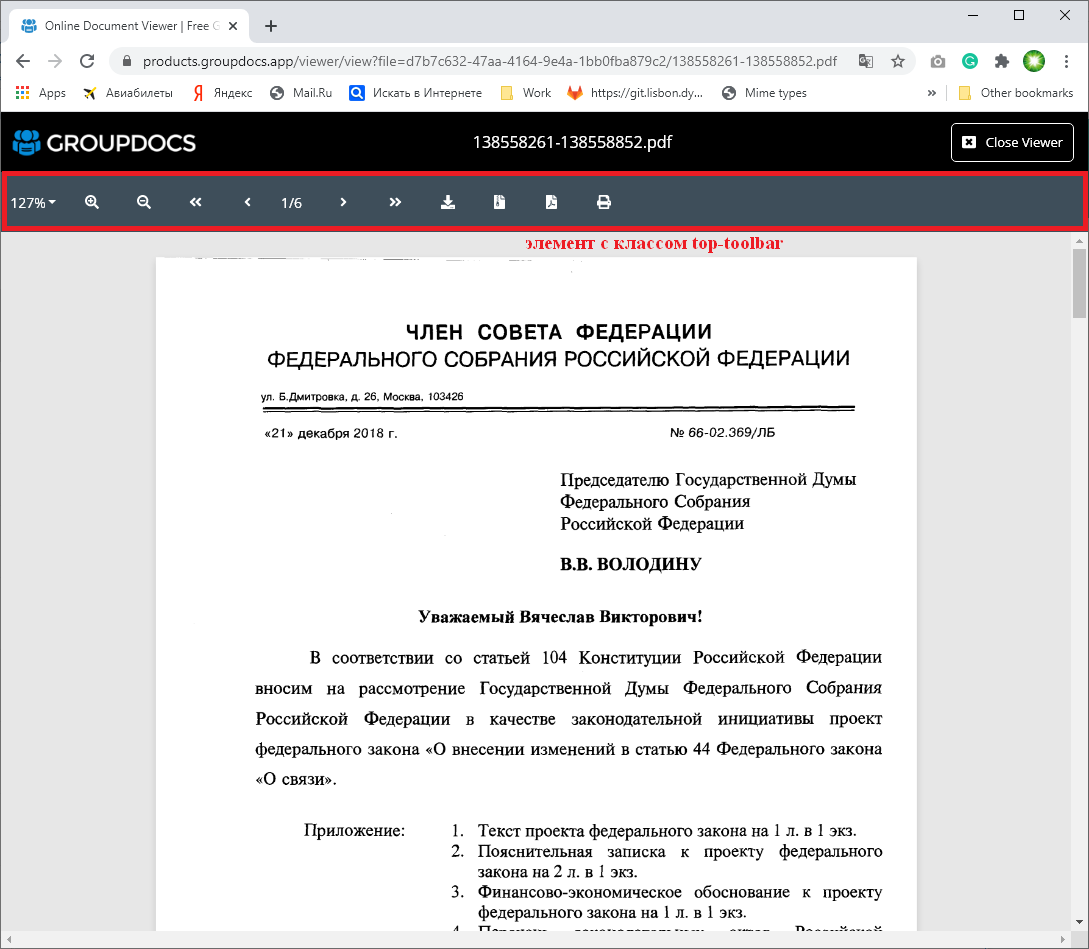 Online Document Viewer | Free G
products.groupdocs.app/viewer/view?file=d7b7c632-47aa-4164-9e4a-1bb0fba879c2/138558261-138558852.pdf
Apps Авиабилеты Яндекс Mail.Ru Искать в Интернете Work https://git.lisbon.dy... Mime types » Other bookmarks
GROUPDOCS 138558261-138558852.pdf Close Viewer
127% 1/6
элемент с классом top-toolbar
ЧЛЕН СОВЕТА ФЕДЕРАЦИИ
ФЕДЕРАЛЬНОГО СОБРАНИЯ РОССИЙСКОЙ ФЕДЕРАЦИИ
ул. Б.Дмитровка, д. 26, Москва, 103426
«21» декабря 2018 г. № 66-02.369/ЛБ
Председателю Государственной Думы
Федерального Собрания
Российской Федерации
В.В. ВОЛОДИНУ
Уважаемый Вячеслав Викторович!
В соответствии со статьей 104 Конституции Российской Федерации
вносим на рассмотрение Государственной Думы Федерального Собрания
Российской Федерации в качестве законодательной инициативы проект
федерального закона «О внесении изменений в статью 44 Федерального закона
«О связи».
Приложение: 1. Текст проекта федерального закона на 1 л. в 1 экз.
2. Пояснительная записка к проекту федерального
закона на 2 л. в 1 экз.
3. Финансово-экономическое обоснование к проекту
федерального закона на 1 л. в 1 экз.